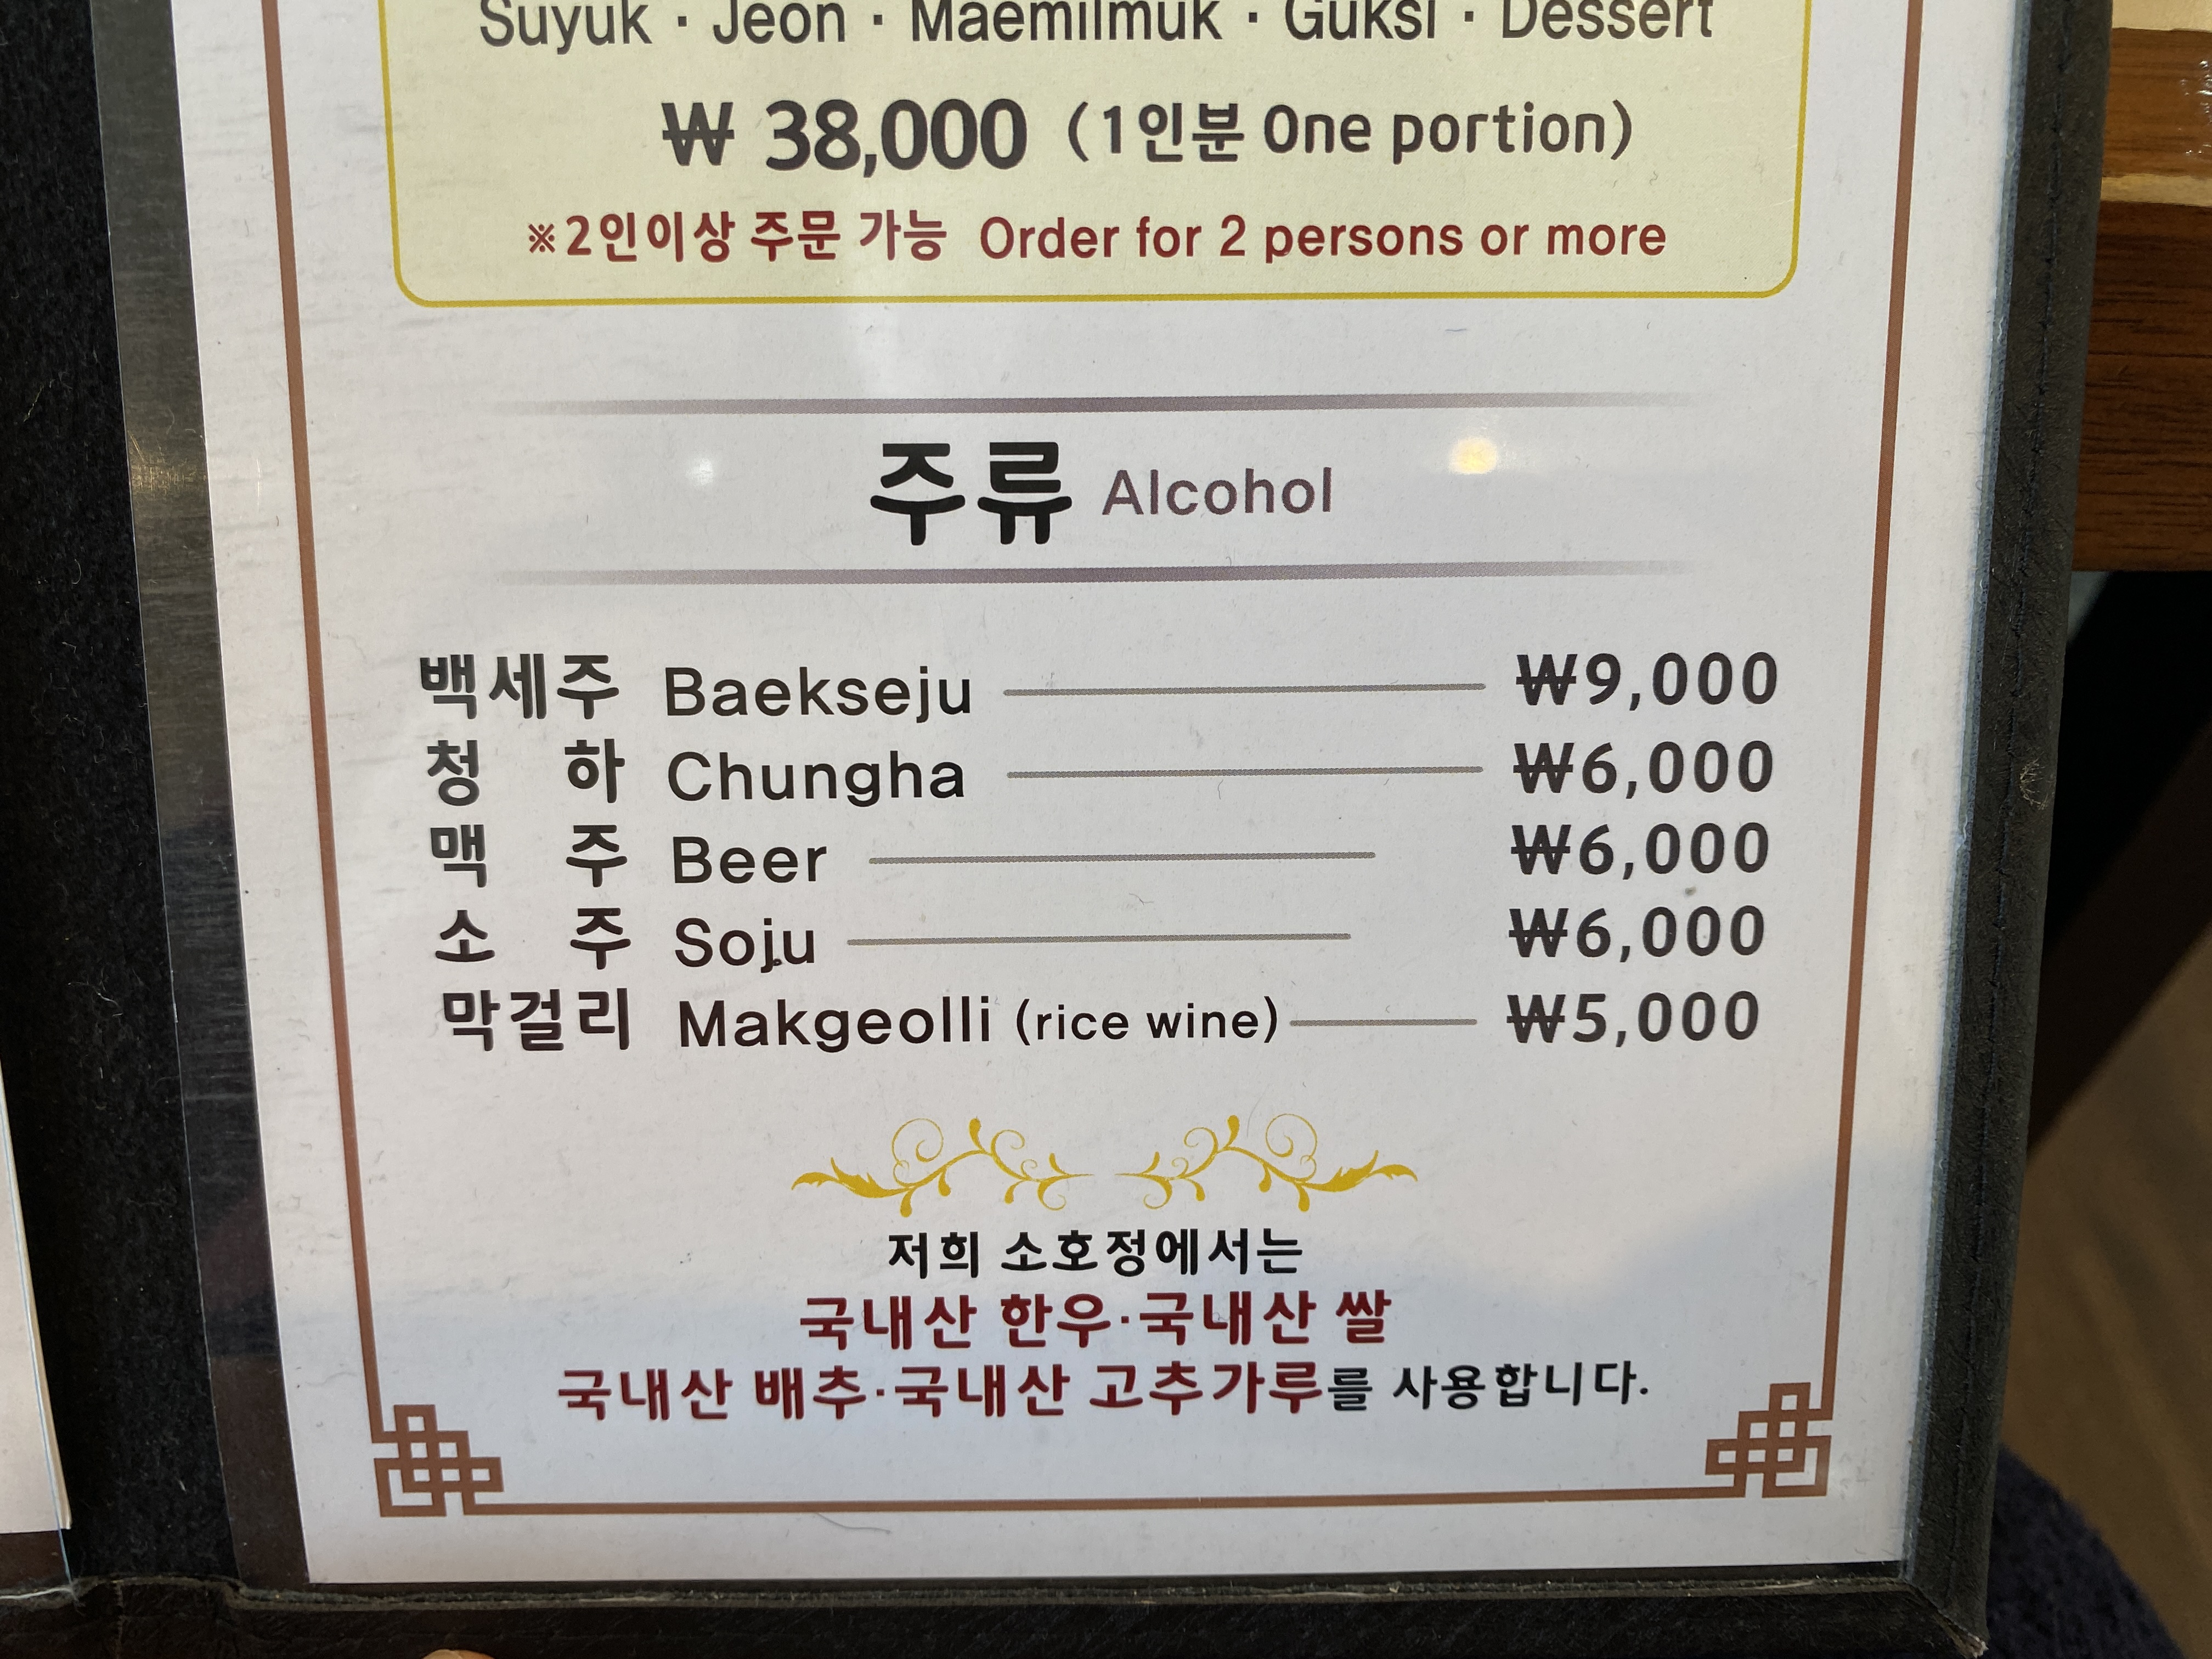 Suyuk · Jeon · Maemilmuk · Guksi · Dessert
₩ 38,000 (1인분 One portion)
※2인이상 주문 가능 Order for 2 persons or more
주류 Alcohol
백세주 Baekseju ₩9,000
청 하 Chungha ₩6,000
맥 주 Beer ₩6,000
소 주 Soju ₩6,000
막걸리 Makgeolli (rice wine) ₩5,000
저희 소호정에서는
국내산 한우·국내산 쌀
국내산 배추·국내산 고추가루를 사용합니다.